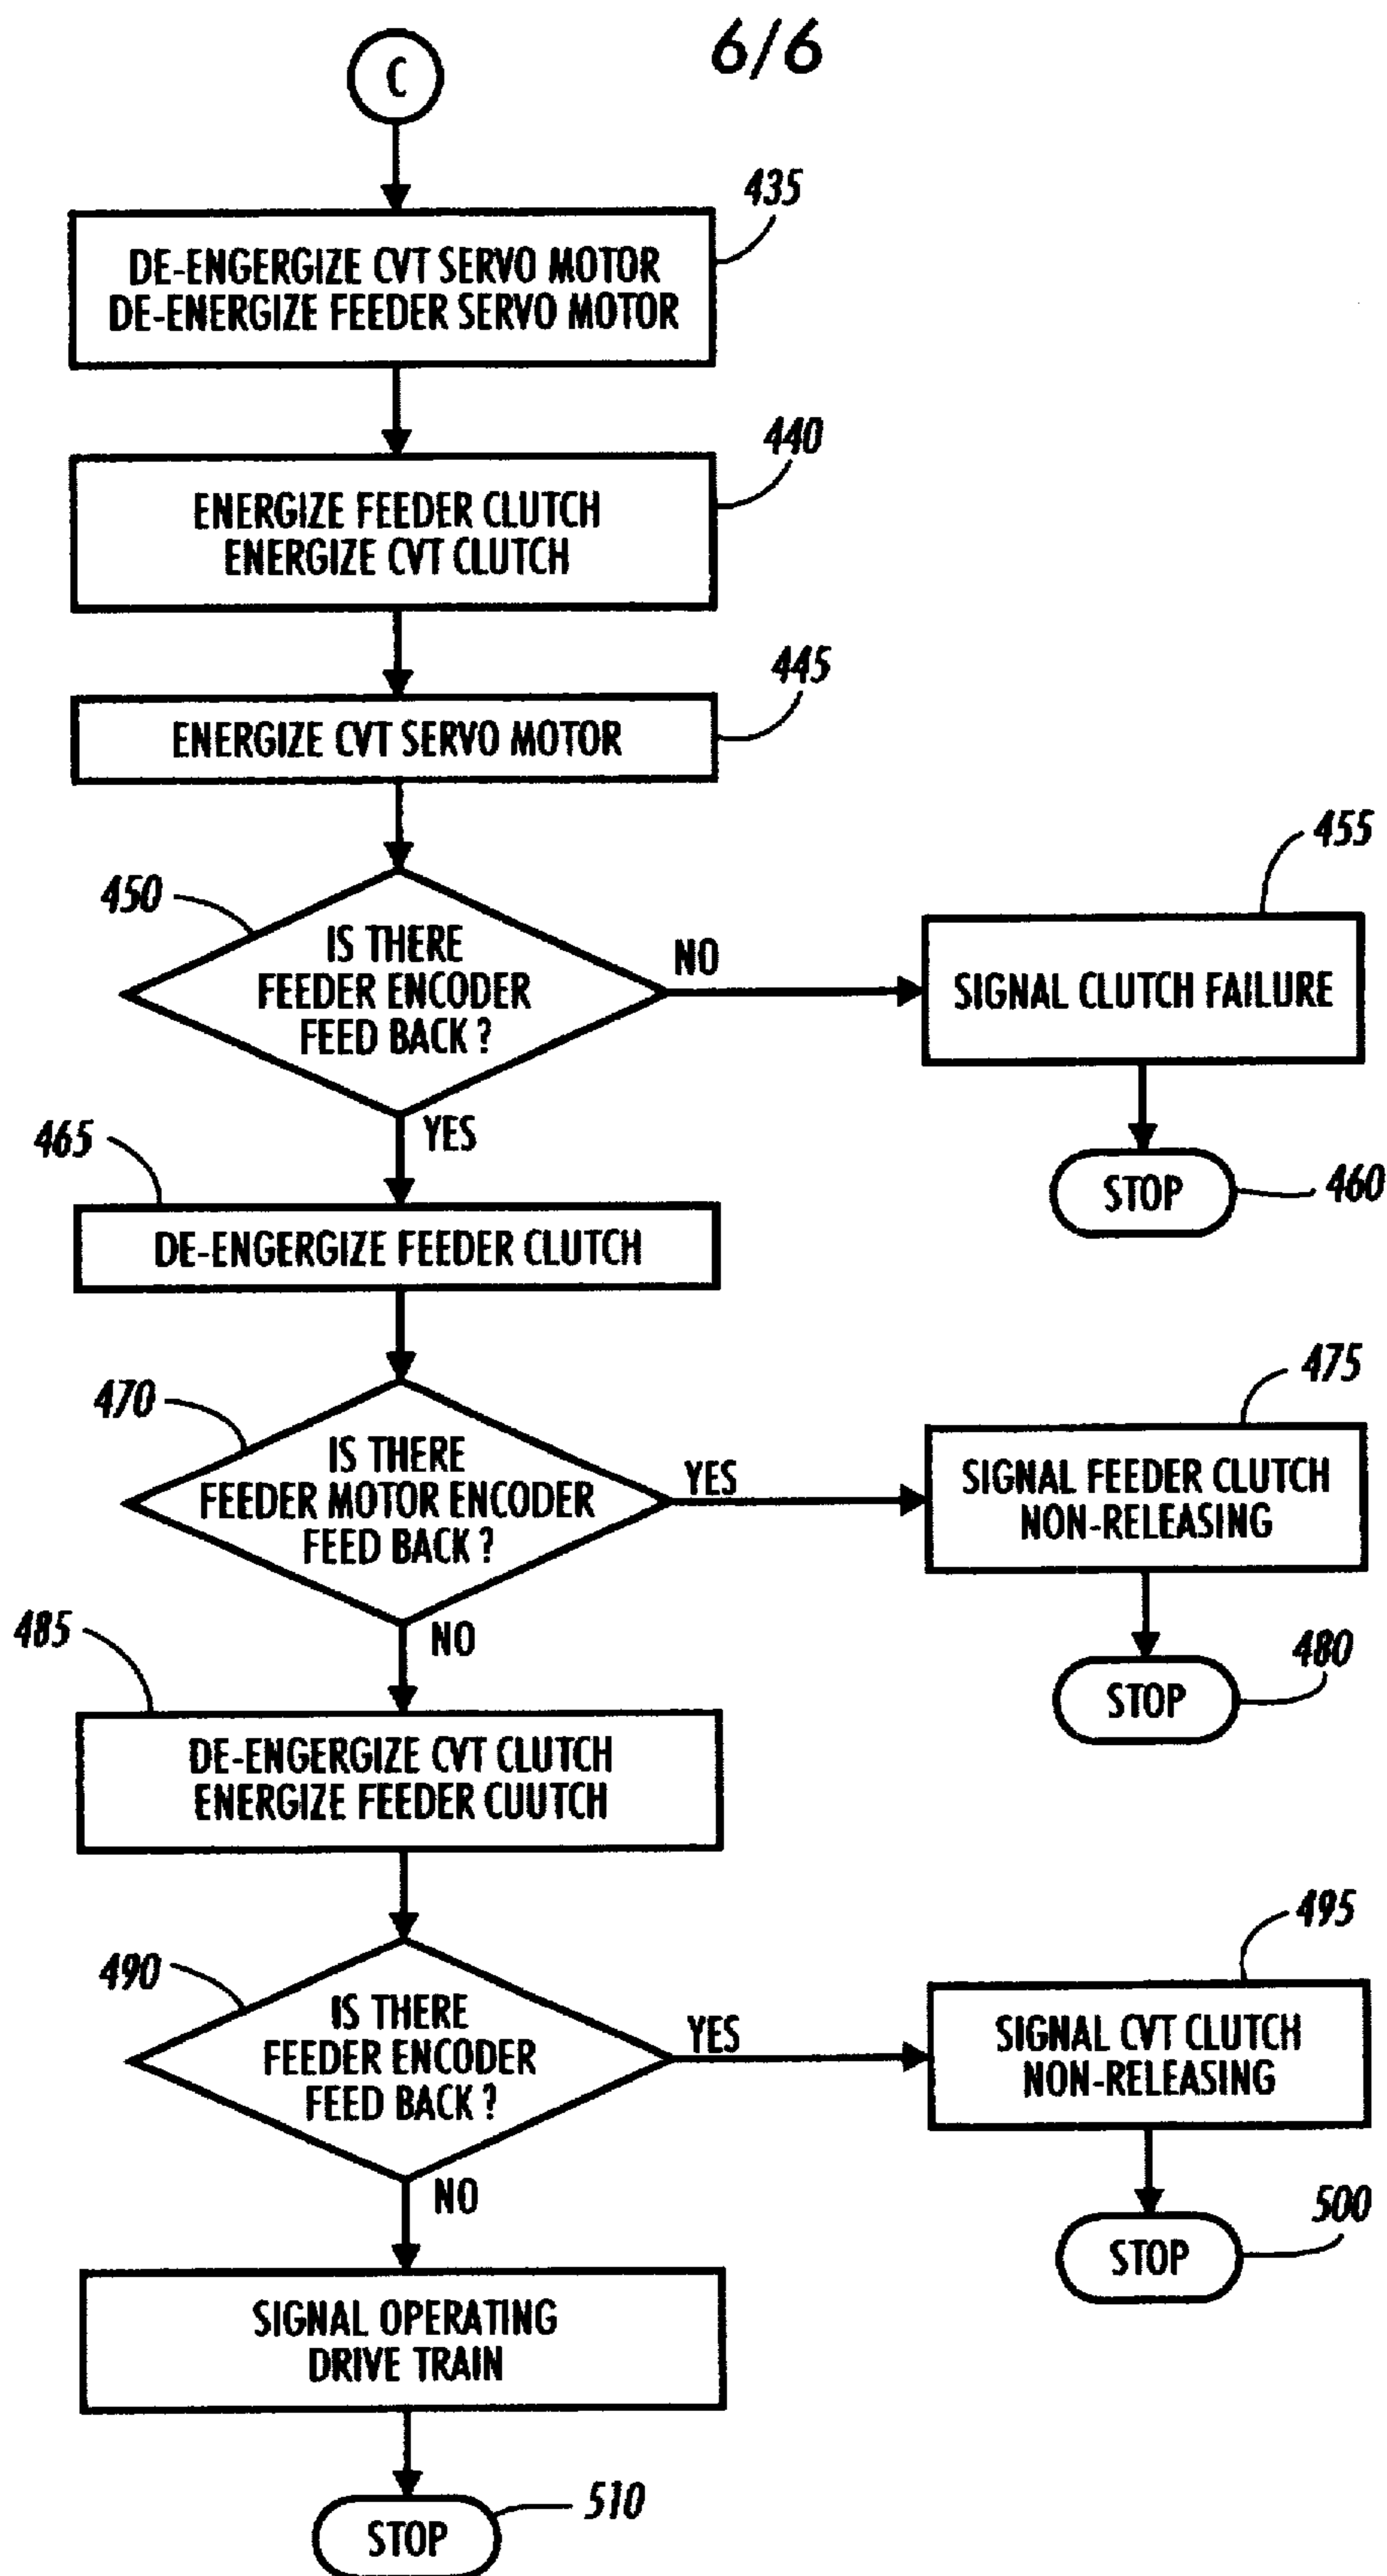 6/6
C
435
DE-ENGERGIZE CVT SERVO MOTOR
DE-ENERGIZE FEEDER SERVO MOTOR
440
ENERGIZE FEEDER CLUTCH
ENERGIZE CVT CLUTCH
445
ENERGIZE CVT SERVO MOTOR
450
IS THERE
FEEDER ENCODER
FEED BACK ?
NO
455
SIGNAL CLUTCH FAILURE
STOP
460
YES
465
DE-ENGERGIZE FEEDER CLUTCH
470
IS THERE
FEEDER MOTOR ENCODER
FEED BACK ?
YES
475
SIGNAL FEEDER CLUTCH
NON-RELEASING
480
STOP
NO
485
DE-ENGERGIZE CVT CLUTCH
ENERGIZE FEEDER CUUTCH
490
IS THERE
FEEDER ENCODER
FEED BACK ?
YES
495
SIGNAL CVT CLUTCH
NON-RELEASING
500
STOP
NO
SIGNAL OPERATING
DRIVE TRAIN
510
STOP